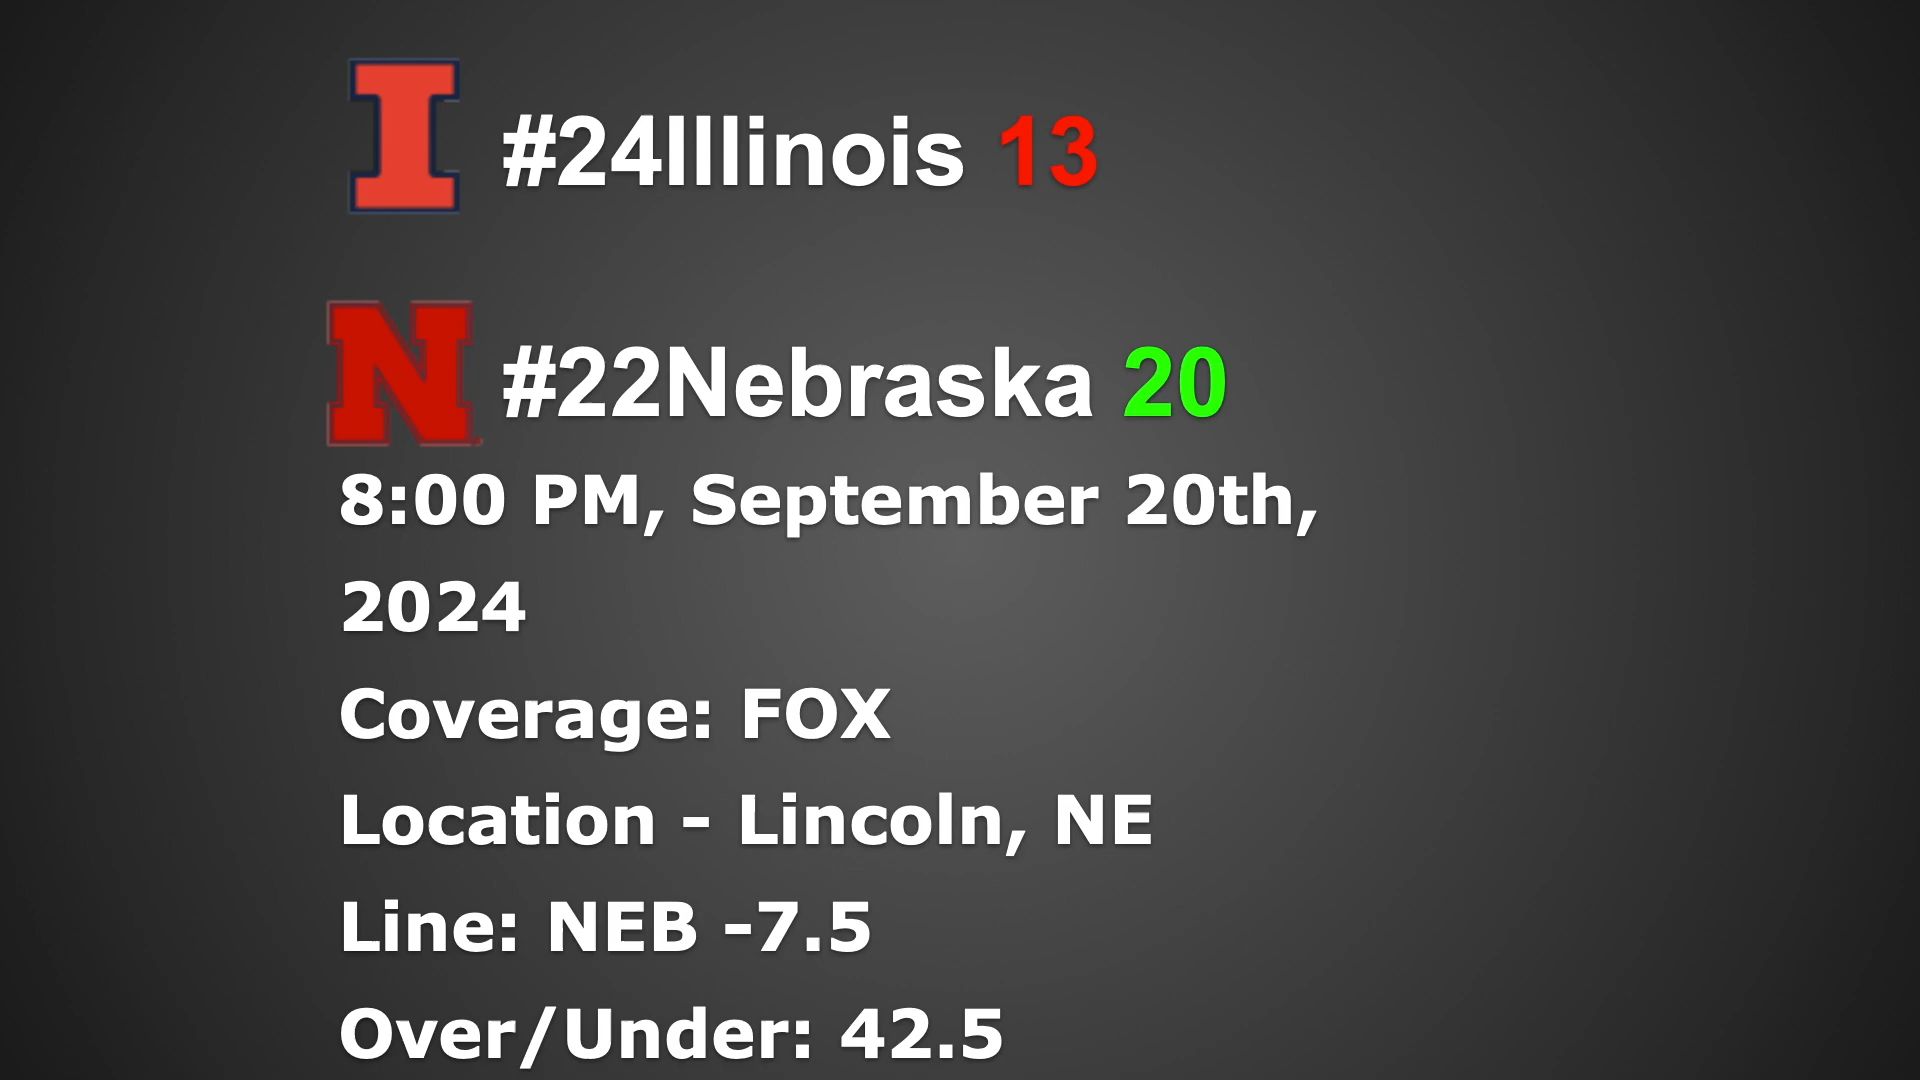 I #24Illinois 13
N #22Nebraska 20
8:00 PM, September 20th,
2024
Coverage: FOX
Location - Lincoln, NE
Line: NEB -7.5
Over/Under: 42.5